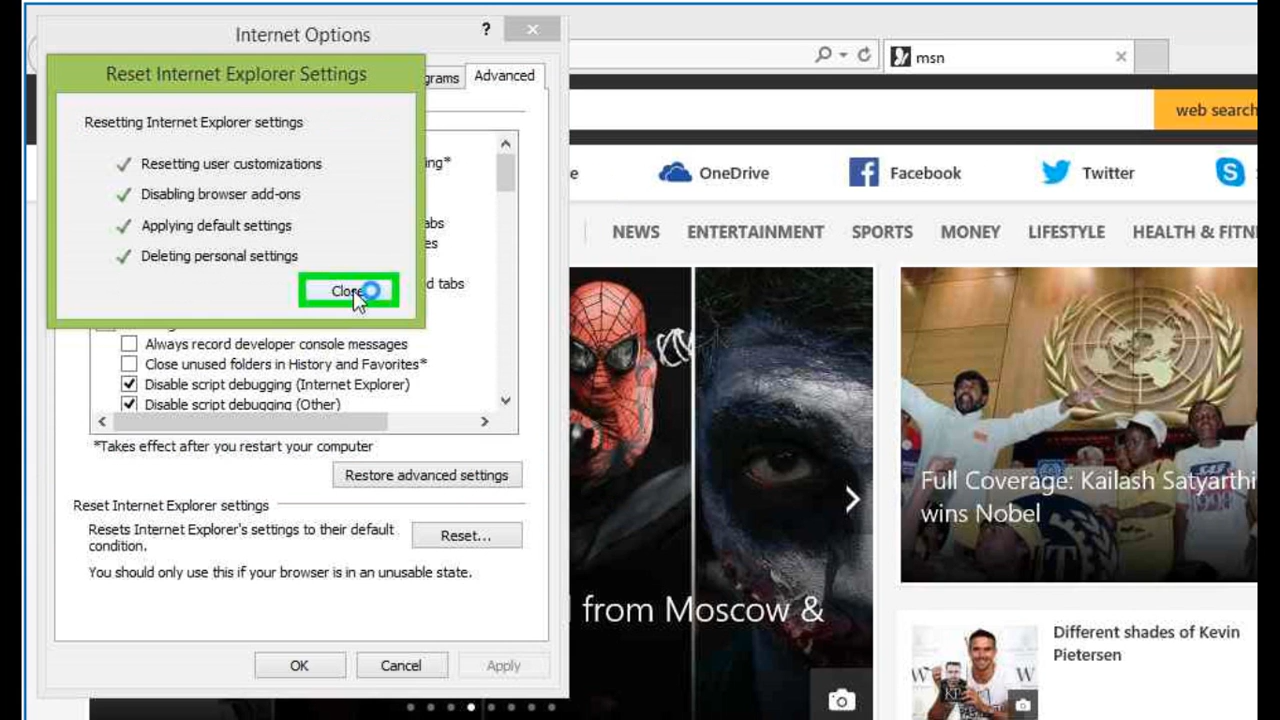 Internet Options
?
Reset Internet Explorer Settings
grams
Advanced
Resetting Internet Explorer settings
Resetting user customizations
Disabling browser add-ons
Applying default settings
Deleting personal settings
Close
ing*
abs
es
d tabs
Always record developer console messages
Close unused folders in History and Favorites*
Disable script debugging (Internet Explorer)
Disable script debugging (Other)
*Takes effect after you restart your computer
Restore advanced settings
Reset Internet Explorer settings
Resets Internet Explorer's settings to their default
condition.
Reset...
You should only use this if your browser is in an unusable state.
OK
Cancel
Apply
msn
web search
e
OneDrive
Facebook
Twitter
NEWS
ENTERTAINMENT
SPORTS
MONEY
LIFESTYLE
HEALTH & FITN
Full Coverage: Kailash Satyarthi
wins Nobel
from Moscow &
Different shades of Kevin
Pietersen